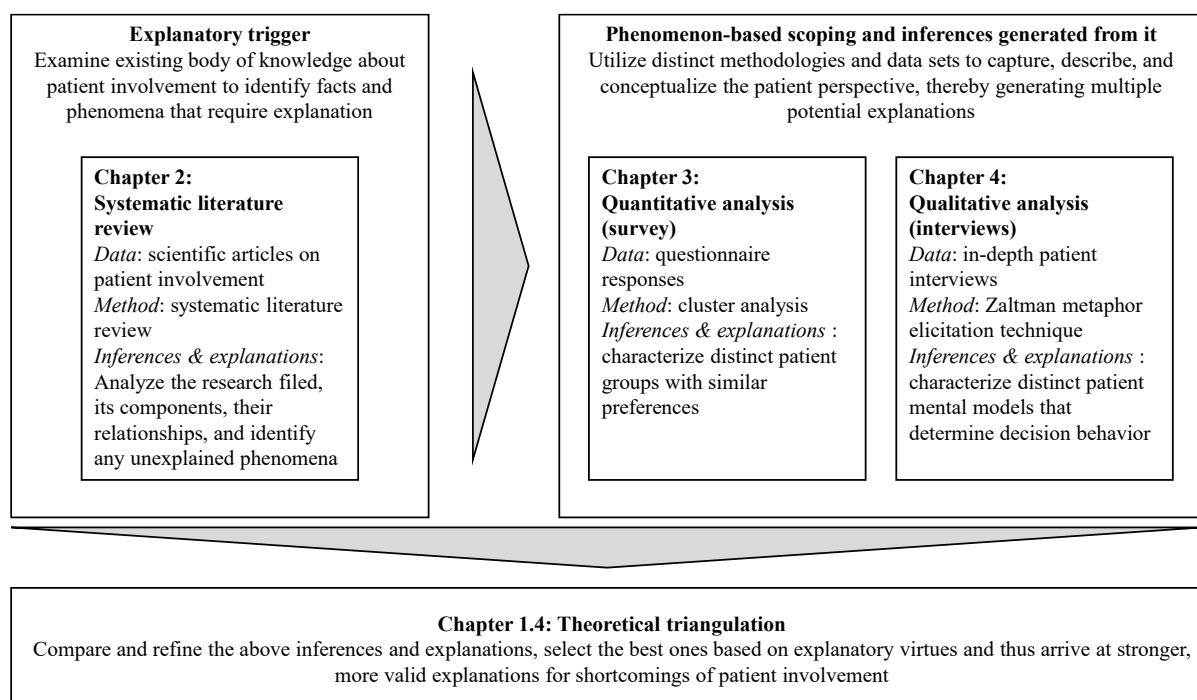 Explanatory trigger
Examine existing body of knowledge about
patient involvement to identify facts and
phenomena that require explanation
Chapter 2:
Systematic literature
review
Data: scientific articles on
patient involvement
Method: systematic literature
review
Inferences & explanations:
Analyze the research filed,
its components, their
relationships, and identify
any unexplained phenomena
Phenomenon-based scoping and inferences generated from it
Utilize distinct methodologies and data sets to capture, describe, and
conceptualize the patient perspective, thereby generating multiple
potential explanations
Chapter 3:
Quantitative analysis
(survey)
Data: questionnaire
responses
Method: cluster analysis
Inferences & explanations :
characterize distinct patient
groups with similar
preferences
Chapter 4:
Qualitative analysis
(interviews)
Data: in-depth patient
interviews
Method: Zaltman metaphor
elicitation technique
Inferences & explanations :
characterize distinct patient
mental models that
determine decision behavior
Chapter 1.4: Theoretical triangulation
Compare and refine the above inferences and explanations, select the best ones based on explanatory virtues and thus arrive at stronger,
more valid explanations for shortcomings of patient involvement